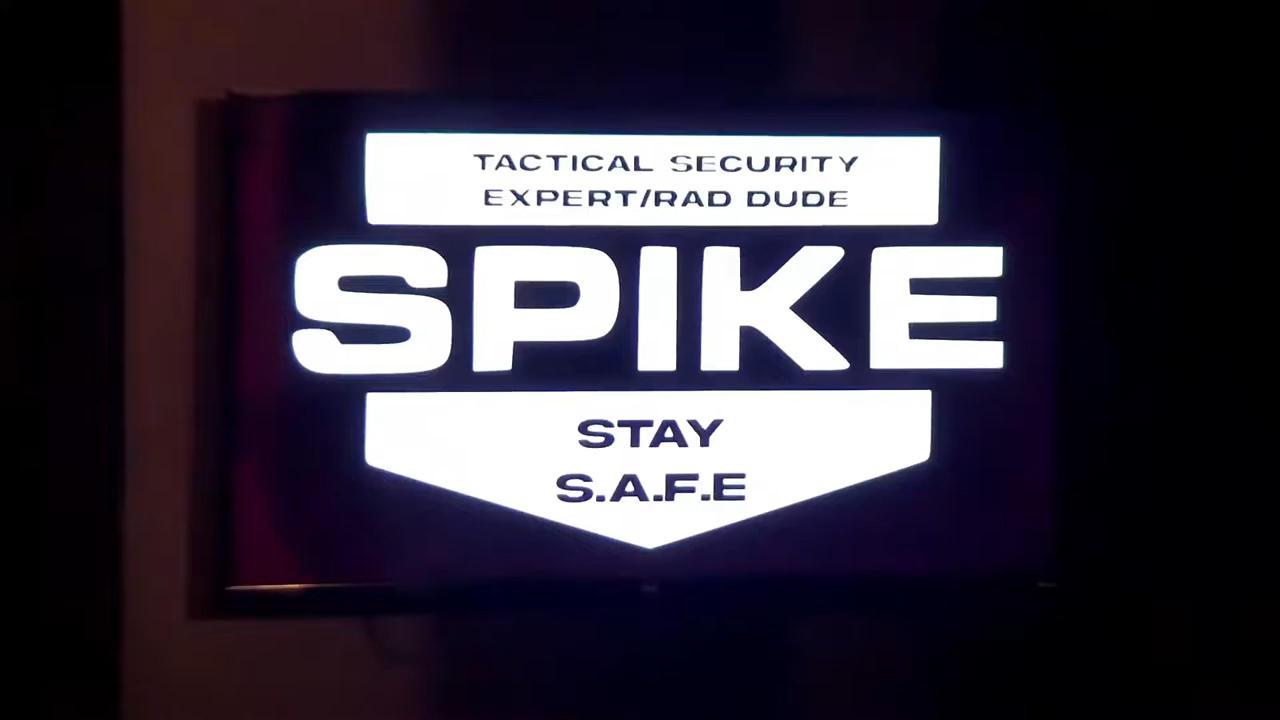 TACTICAL SECURITY
EXPERT/RAD DUDE
SPIKE
STAY
S.A.F.E